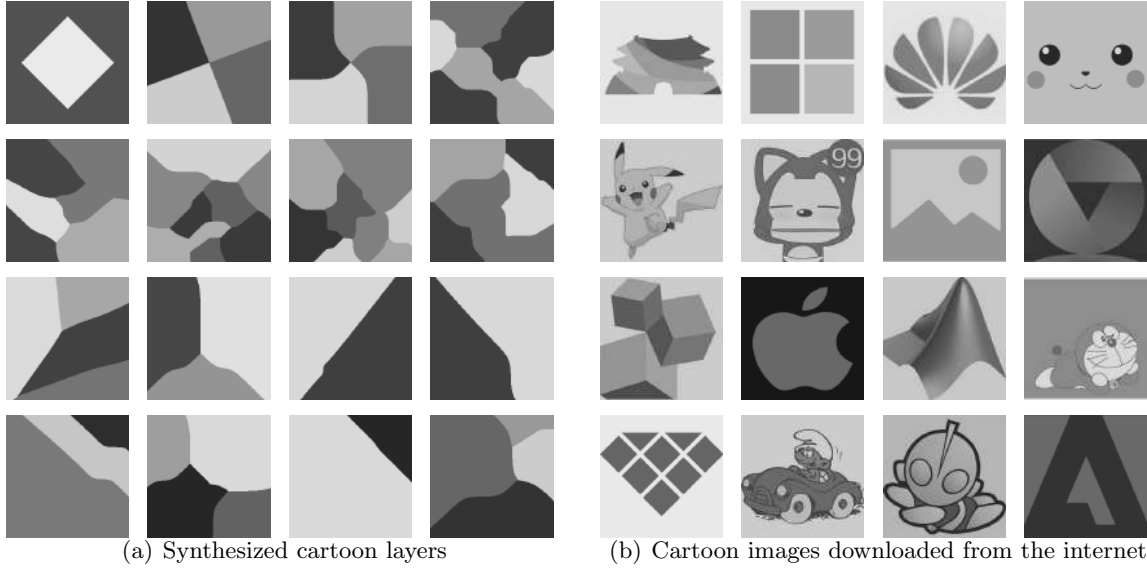 99
(a) Synthesized cartoon layers
(b) Cartoon images downloaded from the internet